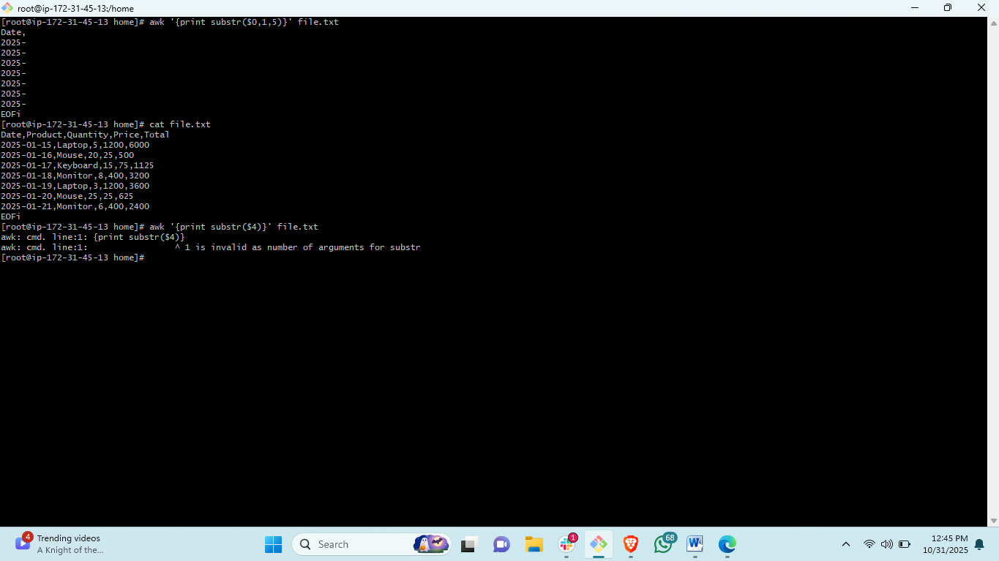 root@ip-172-31-45-13:/home
[root@ip-172-31-45-13 home]# awk '{print substr($0,1,5)}' file.txt
Date,
2025-
2025-
2025-
2025-
2025-
2025-
2025-
EOFi
[root@ip-172-31-45-13 home]# cat file.txt
Date,Product,Quantity,Price,Total
2025-01-15,Laptop,5,1200,6000
2025-01-16,Mouse,20,25,500
2025-01-17,Keyboard,15,75,1125
2025-01-18,Monitor,8,400,3200
2025-01-19,Laptop,3,1200,3600
2025-01-20,Mouse,25,25,625
2025-01-21,Monitor,6,400,2400
EOFi
[root@ip-172-31-45-13 home]# awk '{print substr($4)}' file.txt
awk: cmd. line:1: {print substr($4)}
awk: cmd. line:1:                 ^ 1 is invalid as number of arguments for substr
[root@ip-172-31-45-13 home]#
4
Trending videos
A Knight of the...
Search
1
68
W
12:45 PM
10/31/2025